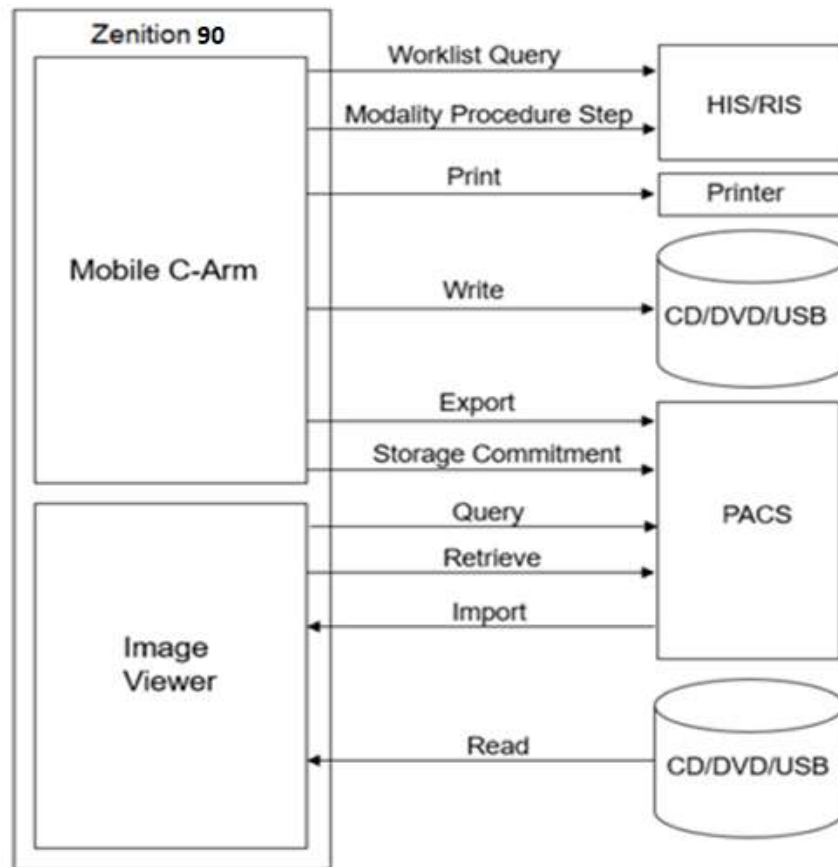 Zenition 90
Worklist Query
HIS/RIS
Modality Procedure Step
Print
Printer
Mobile C-Arm
Write
CD/DVD/USB
Export
Storage Commitment
Query
PACS
Retrieve
Import
Image
Viewer
Read
CD/DVD/USB